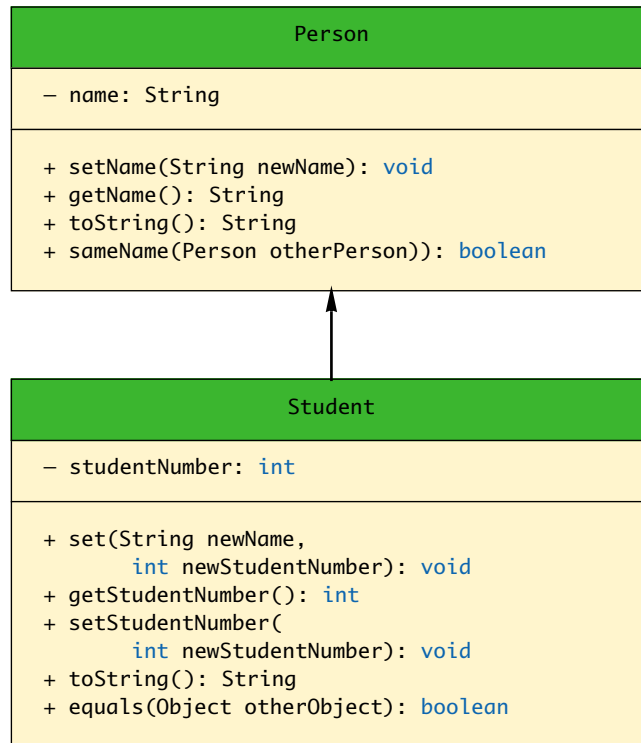 Person
– name: String
+ setName(String newName): void
+ getName(): String
+ toString(): String
+ sameName(Person otherPerson)): boolean
Student
– studentNumber: int
+ set(String newName,
int newStudentNumber): void
+ getStudentNumber(): int
+ setStudentNumber(
int newStudentNumber): void
+ toString(): String
+ equals(Object otherObject): boolean